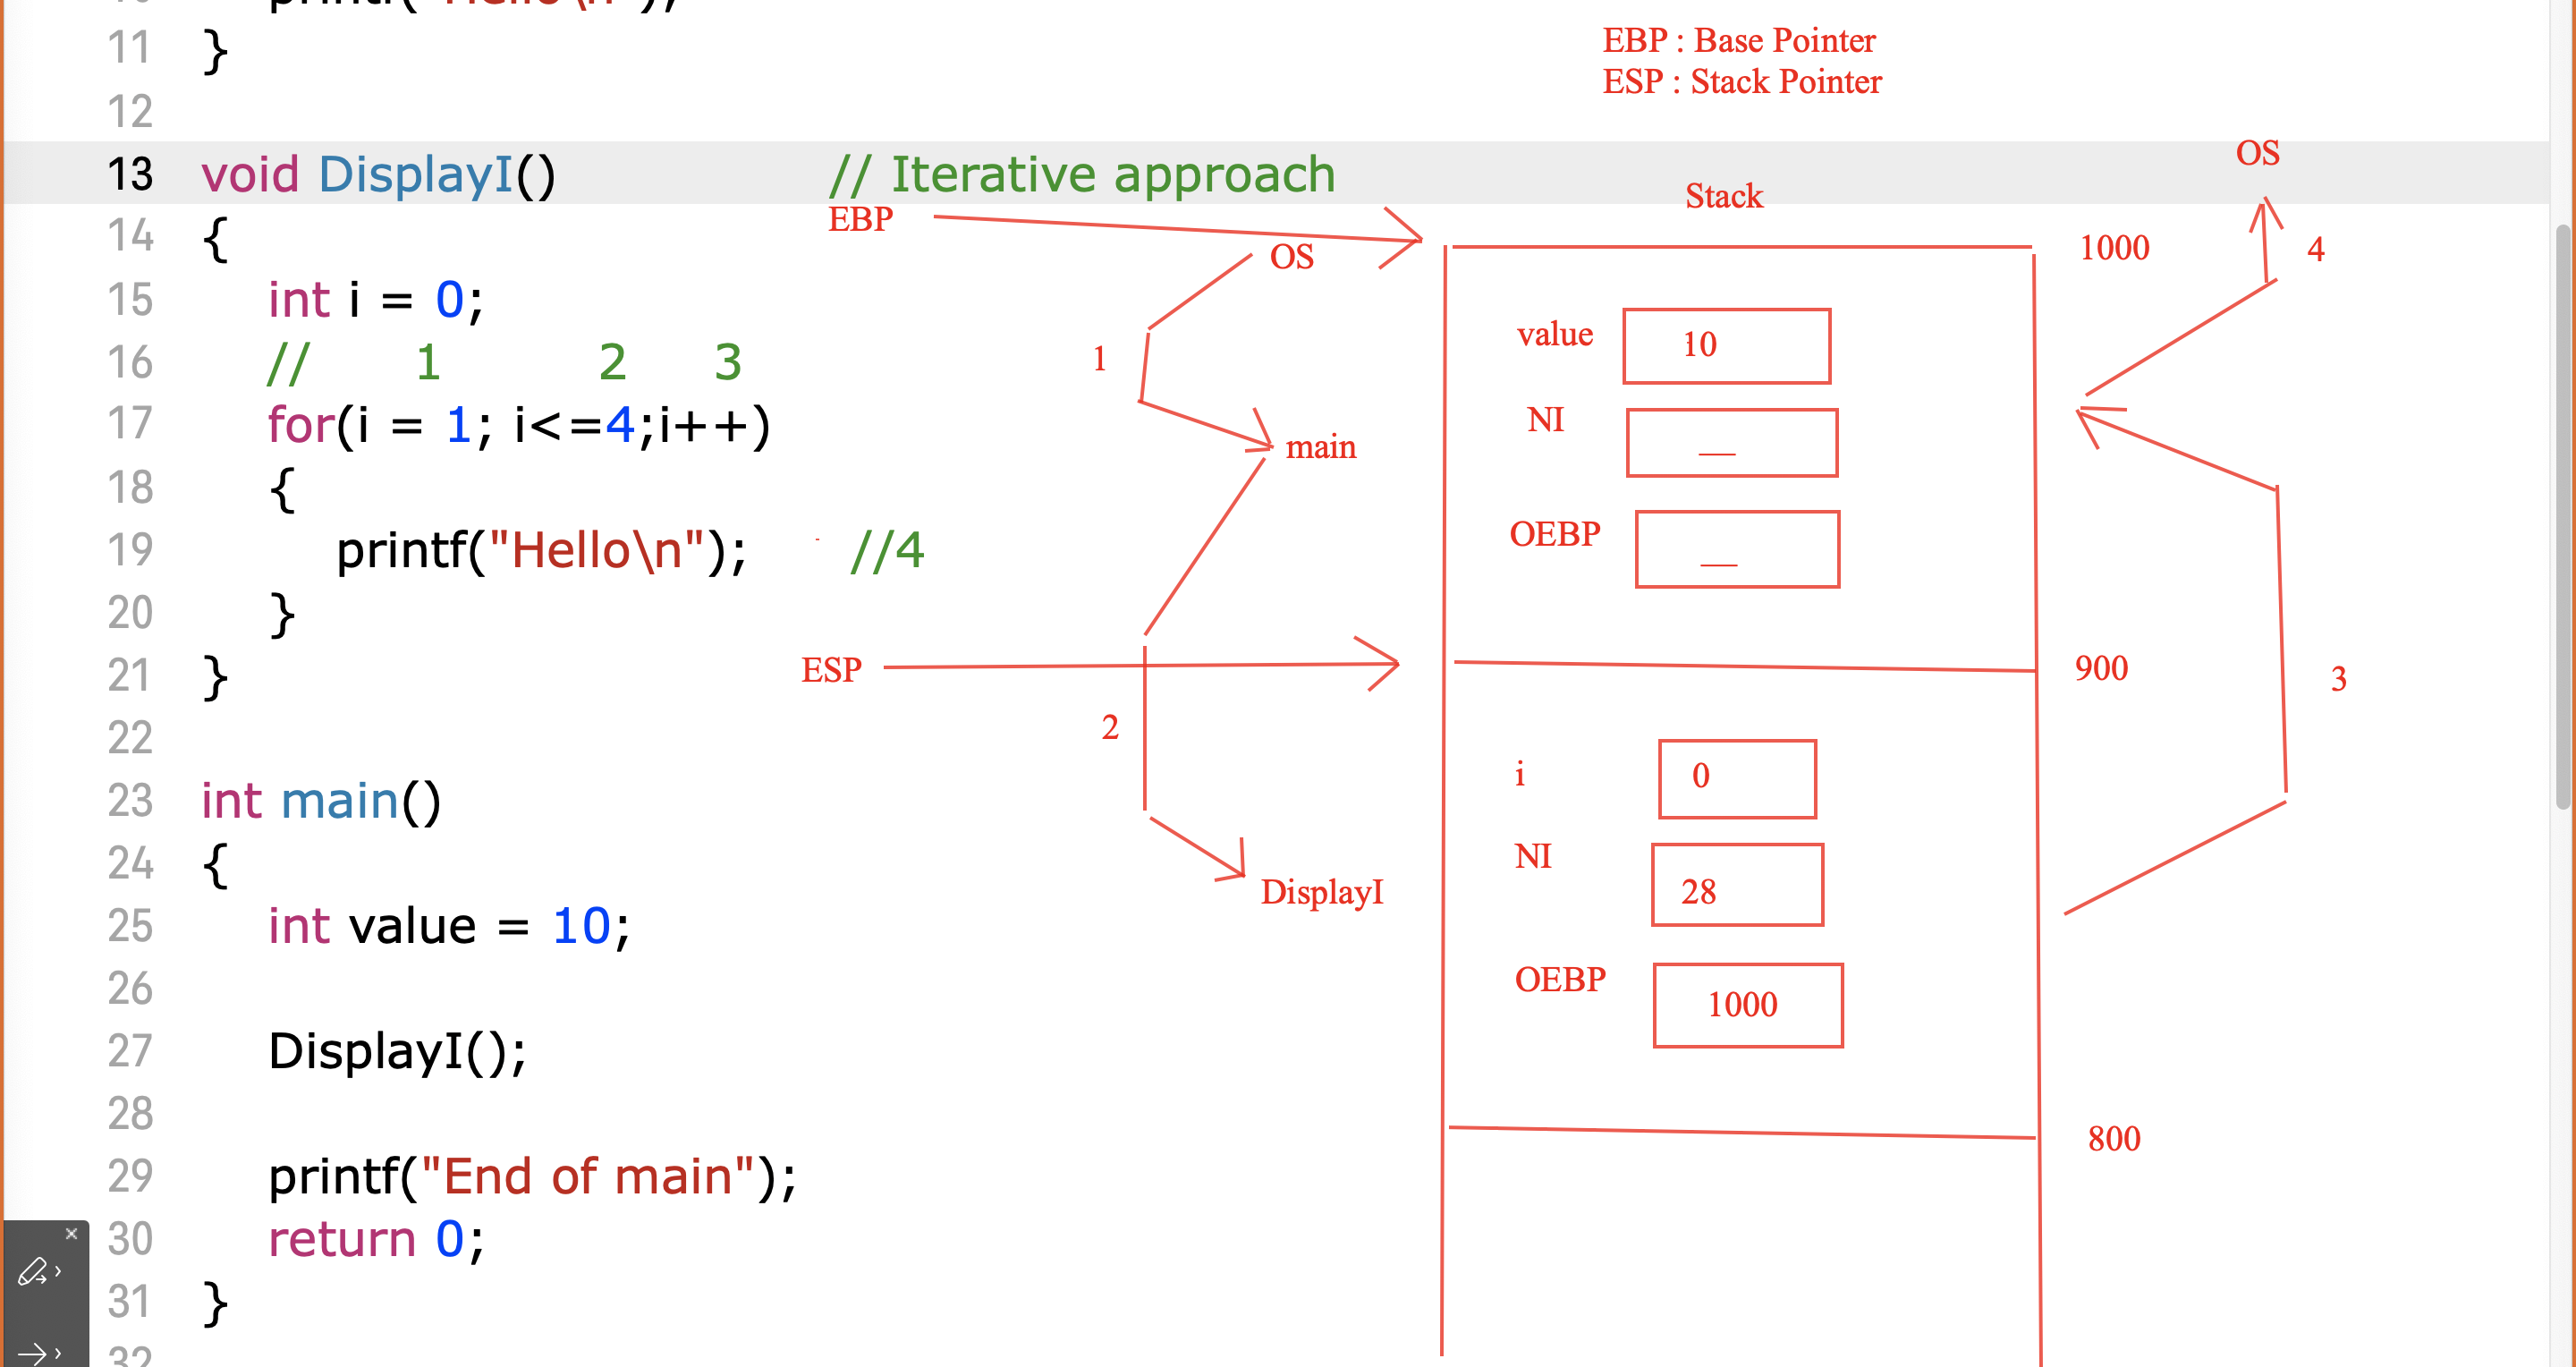 10 printf("Hello\n");
11 }
12
13 void DisplayI() // Iterative approach
14 {
15 int i = 0;
16 // 1 2 3
17 for(i = 1; i<=4;i++)
18 {
19 printf("Hello\n"); //4
20 }
21 }
22
23 int main()
24 {
25 int value = 10;
26
27 DisplayI();
28
29 printf("End of main");
30 return 0;
31 }
32
EBP : Base Pointer
ESP : Stack Pointer
EBP
OS
1
main
ESP
2
DisplayI
Stack
1000
value 10
NI __
OEBP __
900
i 0
NI 28
OEBP 1000
800
OS
4
3